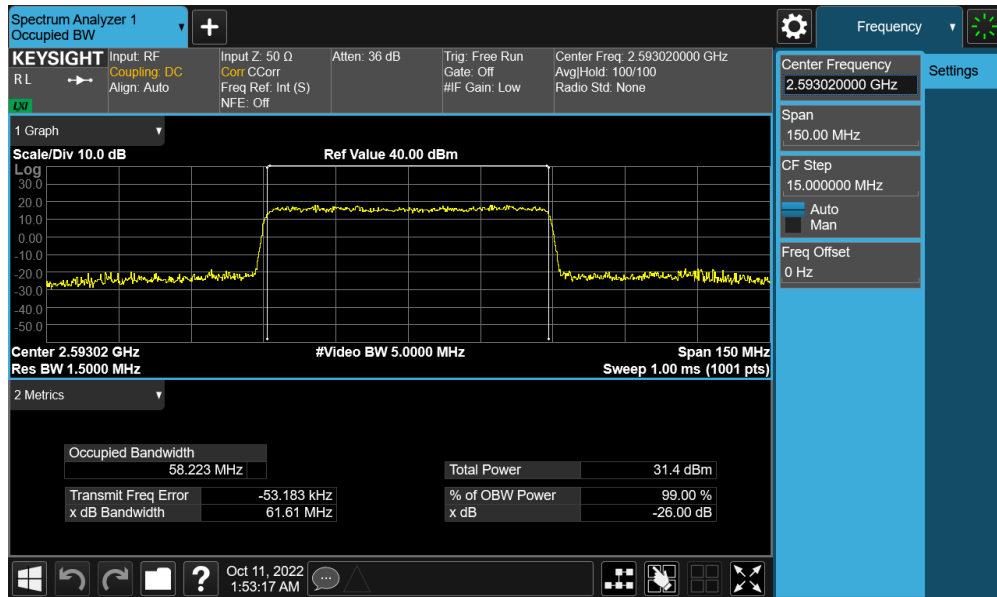 Spectrum Analyzer 1
Occupied BW
Frequency
KEYSIGHT
R L
LXI
Input: RF
Coupling: DC
Align: Auto
Input Z: 50 Ω
Corr CCorr
Freq Ref: Int (S)
NFE: Off
Atten: 36 dB
Trig: Free Run
Gate: Off
#IF Gain: Low
Center Freq: 2.593020000 GHz
Avg|Hold: 100/100
Radio Std: None
Center Frequency
2.593020000 GHz
Settings
Span
150.00 MHz
CF Step
15.000000 MHz
Auto
Man
Freq Offset
0 Hz
1 Graph
Scale/Div 10.0 dB
Ref Value 40.00 dBm
Log
30.0
20.0
10.0
0.00
-10.0
-20.0
-30.0
-40.0
-50.0
Center 2.59302 GHz
#Video BW 5.0000 MHz
Span 150 MHz
Res BW 1.5000 MHz
Sweep 1.00 ms (1001 pts)
2 Metrics
Occupied Bandwidth
58.223 MHz
Total Power 31.4 dBm
Transmit Freq Error -53.183 kHz
% of OBW Power 99.00 %
x dB Bandwidth 61.61 MHz
x dB -26.00 dB
?
Oct 11, 2022
1:53:17 AM